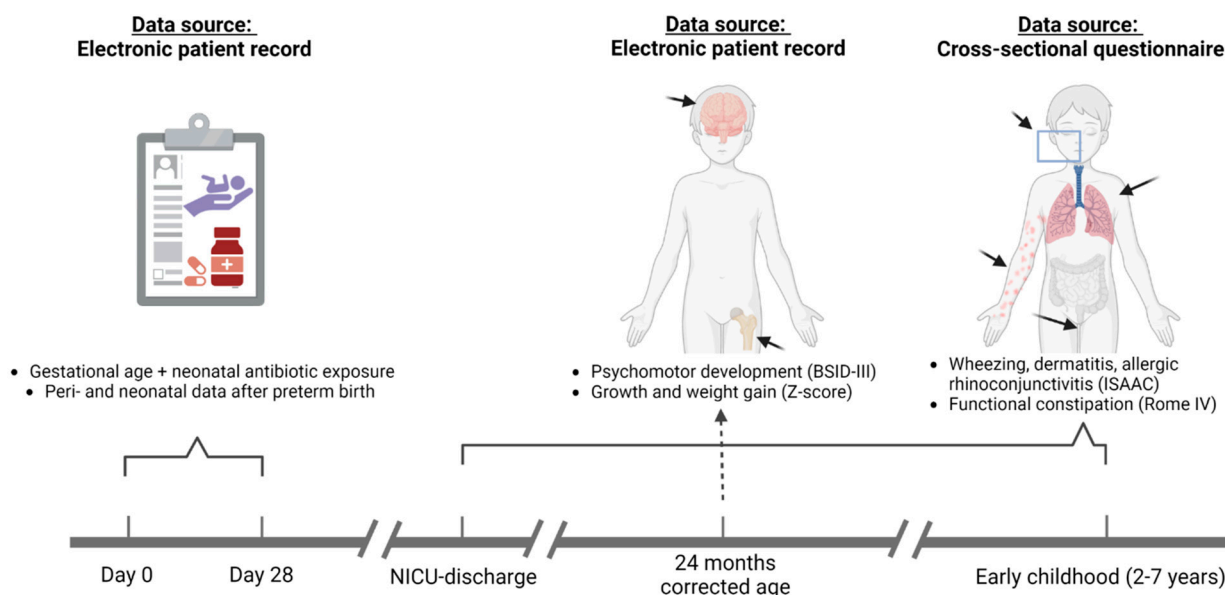 Data source:
Electronic patient record
Data source:
Electronic patient record
Data source:
Cross-sectional questionnaire
• Gestational age + neonatal antibiotic exposure
• Peri- and neonatal data after preterm birth
• Psychomotor development (BSID-III)
• Growth and weight gain (Z-score)
• Wheezing, dermatitis, allergic
rhinoconjunctivitis (ISAAC)
• Functional constipation (Rome IV)
Day 0
Day 28
NICU-discharge
24 months
corrected age
Early childhood (2-7 years)